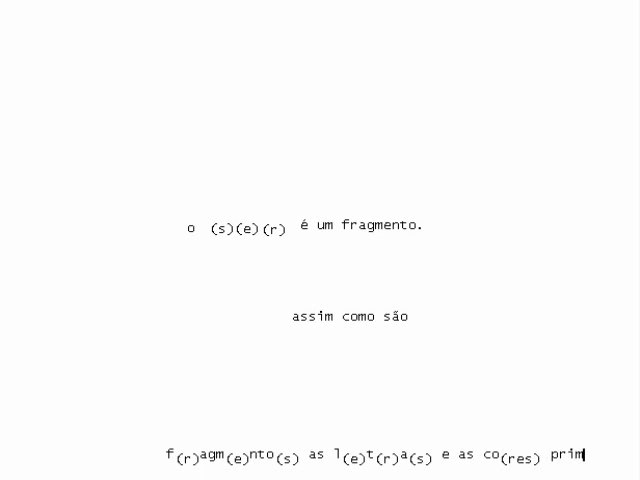 o (s)(e)(r) é um fragmento.
assim como são
f(r)agm(e)nto(s) as l(e)t(r)a(s) e as co(res) prim